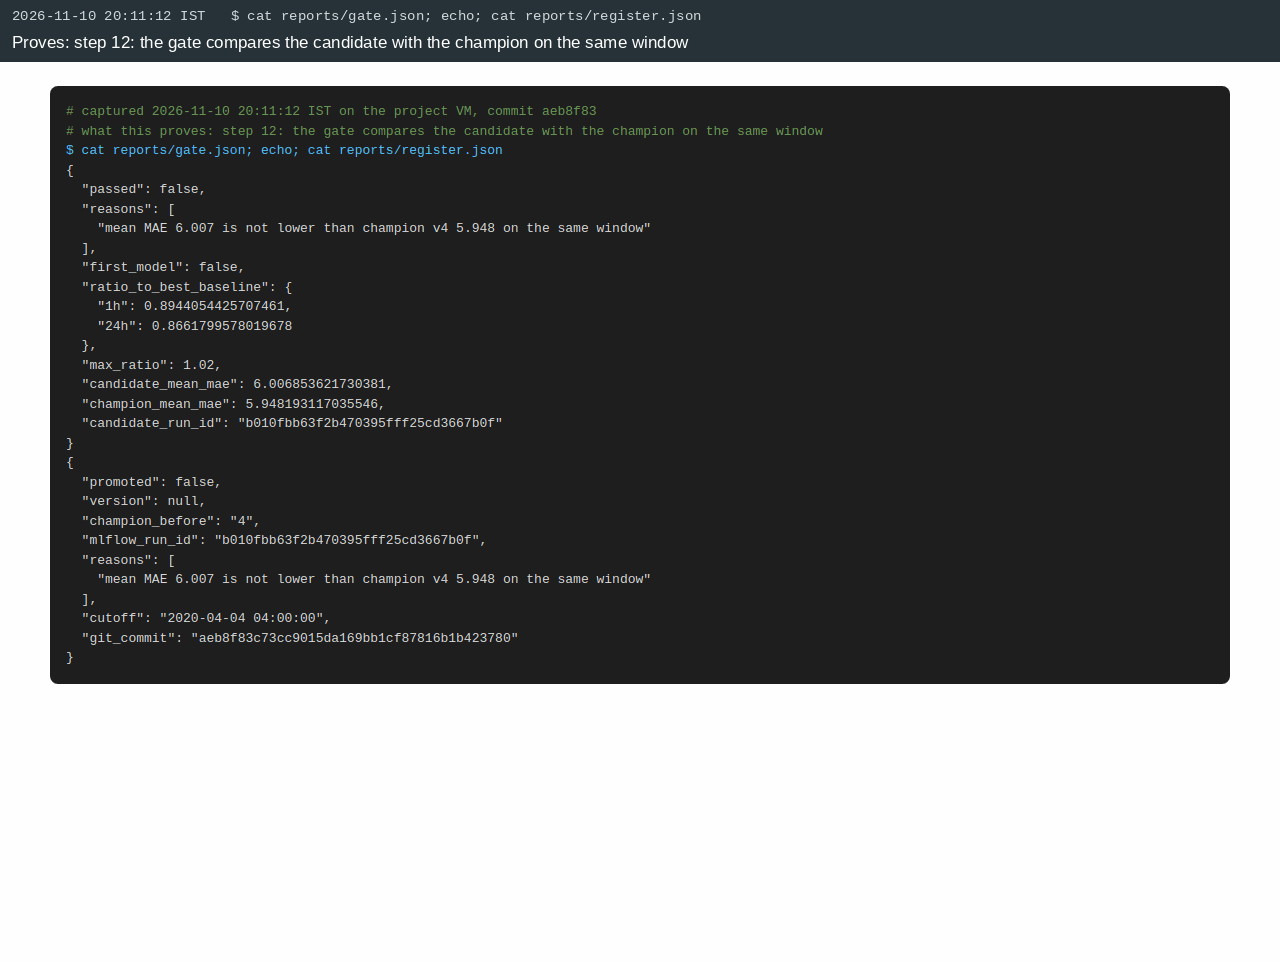 2026-11-10 20:11:12 IST   $ cat reports/gate.json; echo; cat reports/register.json
Proves: step 12: the gate compares the candidate with the champion on the same window
# captured 2026-11-10 20:11:12 IST on the project VM, commit aeb8f83
# what this proves: step 12: the gate compares the candidate with the champion on the same window
$ cat reports/gate.json; echo; cat reports/register.json
{
  "passed": false,
  "reasons": [
    "mean MAE 6.007 is not lower than champion v4 5.948 on the same window"
  ],
  "first_model": false,
  "ratio_to_best_baseline": {
    "1h": 0.8944054425707461,
    "24h": 0.8661799578019678
  },
  "max_ratio": 1.02,
  "candidate_mean_mae": 6.006853621730381,
  "champion_mean_mae": 5.948193117035546,
  "candidate_run_id": "b010fbb63f2b470395fff25cd3667b0f"
}
{
  "promoted": false,
  "version": null,
  "champion_before": "4",
  "mlflow_run_id": "b010fbb63f2b470395fff25cd3667b0f",
  "reasons": [
    "mean MAE 6.007 is not lower than champion v4 5.948 on the same window"
  ],
  "cutoff": "2020-04-04 04:00:00",
  "git_commit": "aeb8f83c73cc9015da169bb1cf87816b1b423780"
}